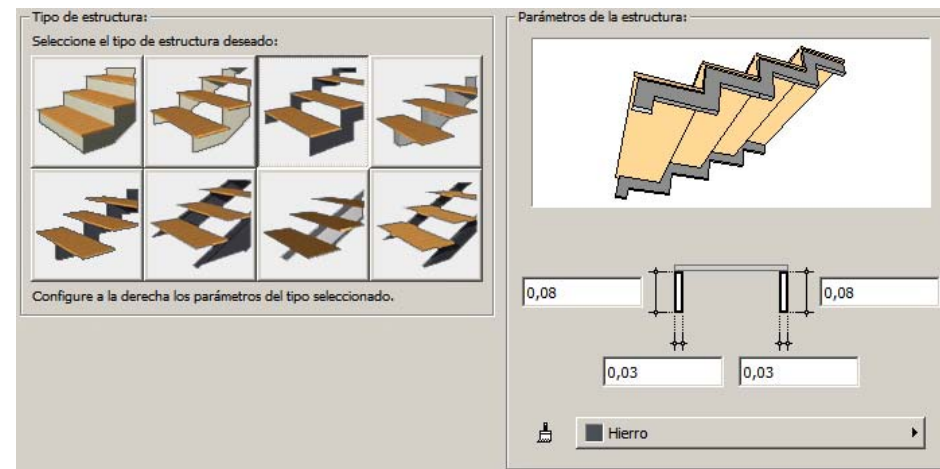 Tipo de estructura:
Seleccione el tipo de estructura deseado:
Configure a la derecha los parámetros del tipo seleccionado.
Parámetros de la estructura:
0,08
0,08
0,03
0,03
Hierro